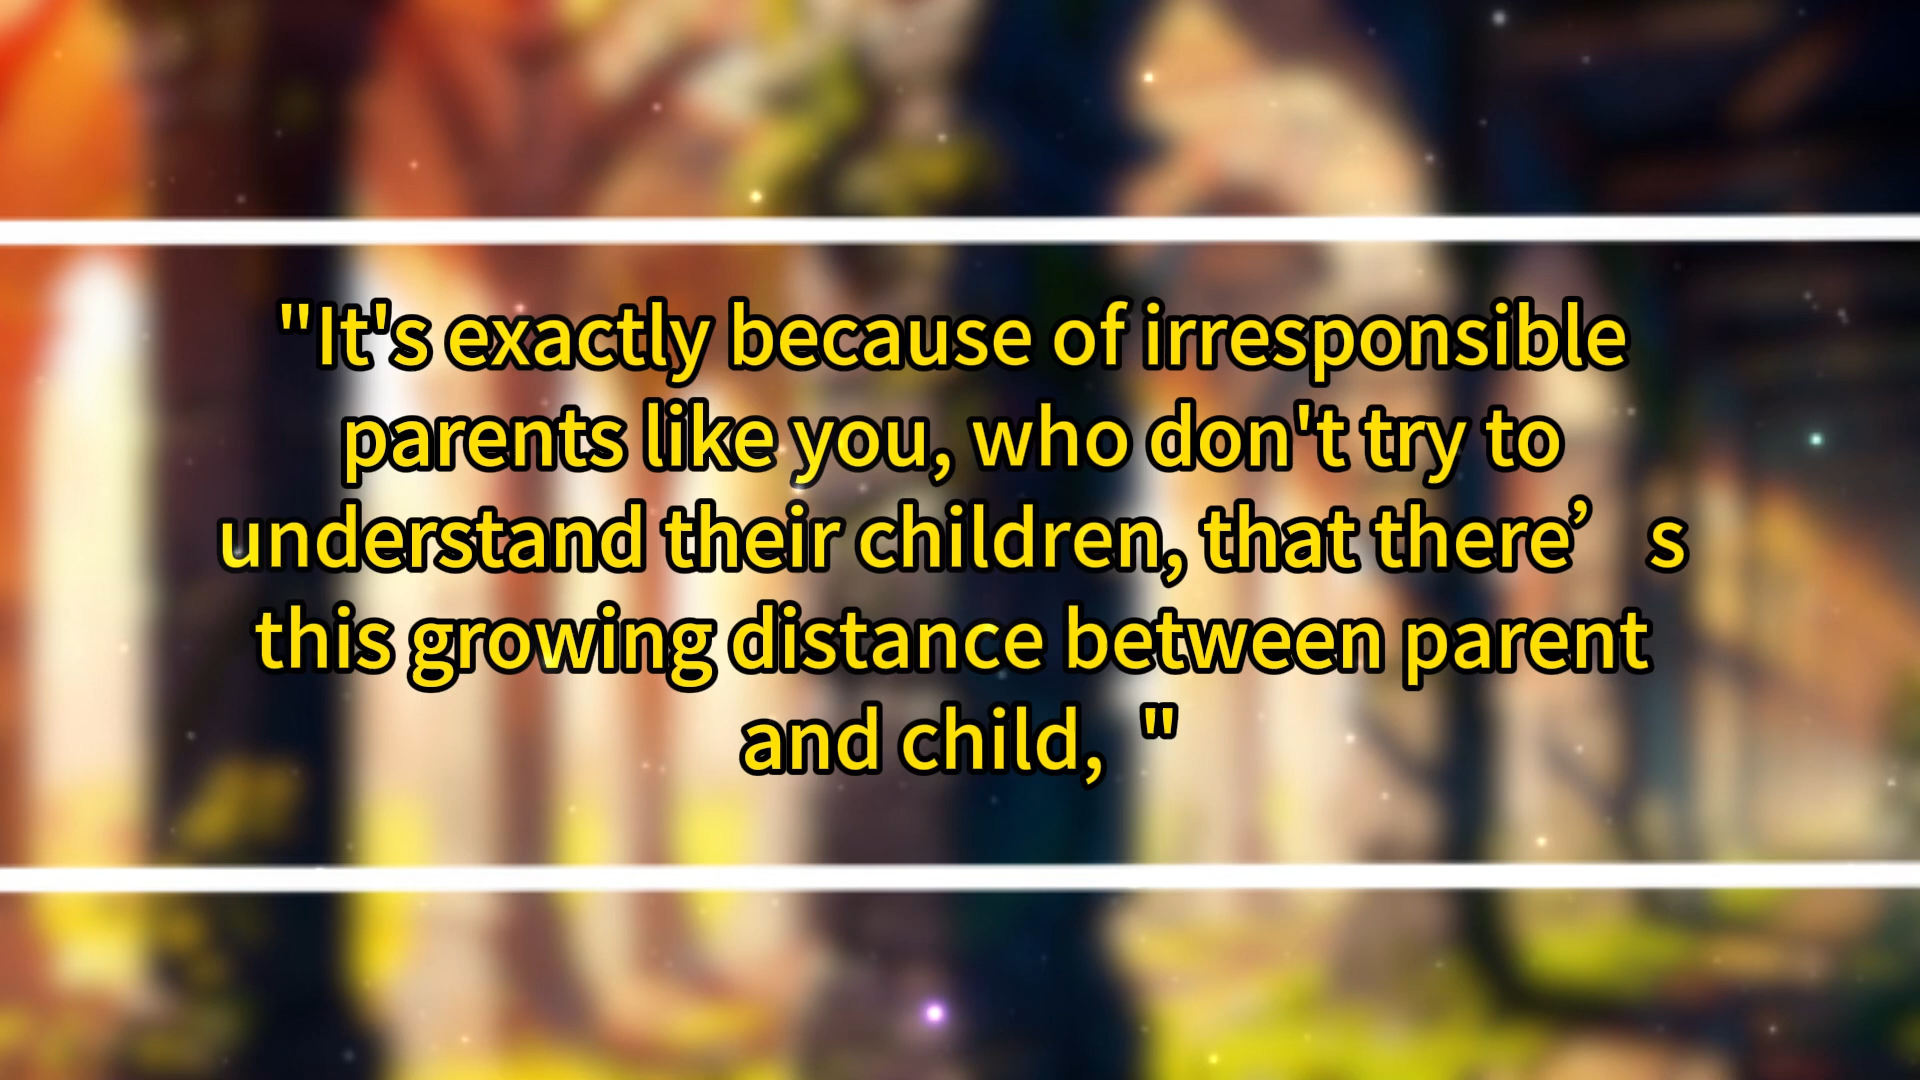 "It's exactly because of irresponsible
parents like you, who don't try to
understand their children, that there’ s
this growing distance between parent
and child, "